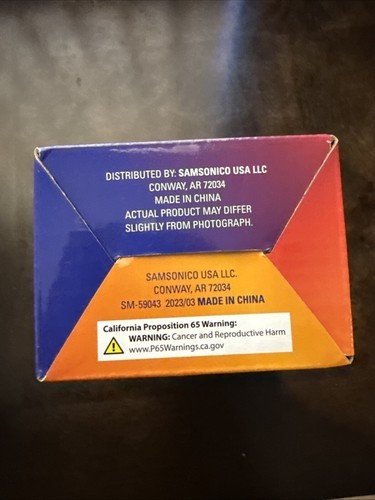 DISTRIBUTED BY: SAMSONICO USA LLC
CONWAY, AR 72034
MADE IN CHINA
ACTUAL PRODUCT MAY DIFFER
SLIGHTLY FROM PHOTOGRAPH.
SAMSONICO USA LLC.
CONWAY, AR 72034
SM-59043 2023/03 MADE IN CHINA
California Proposition 65 Warning:
WARNING: Cancer and Reproductive Harm
www.P65Warnings.ca.gov